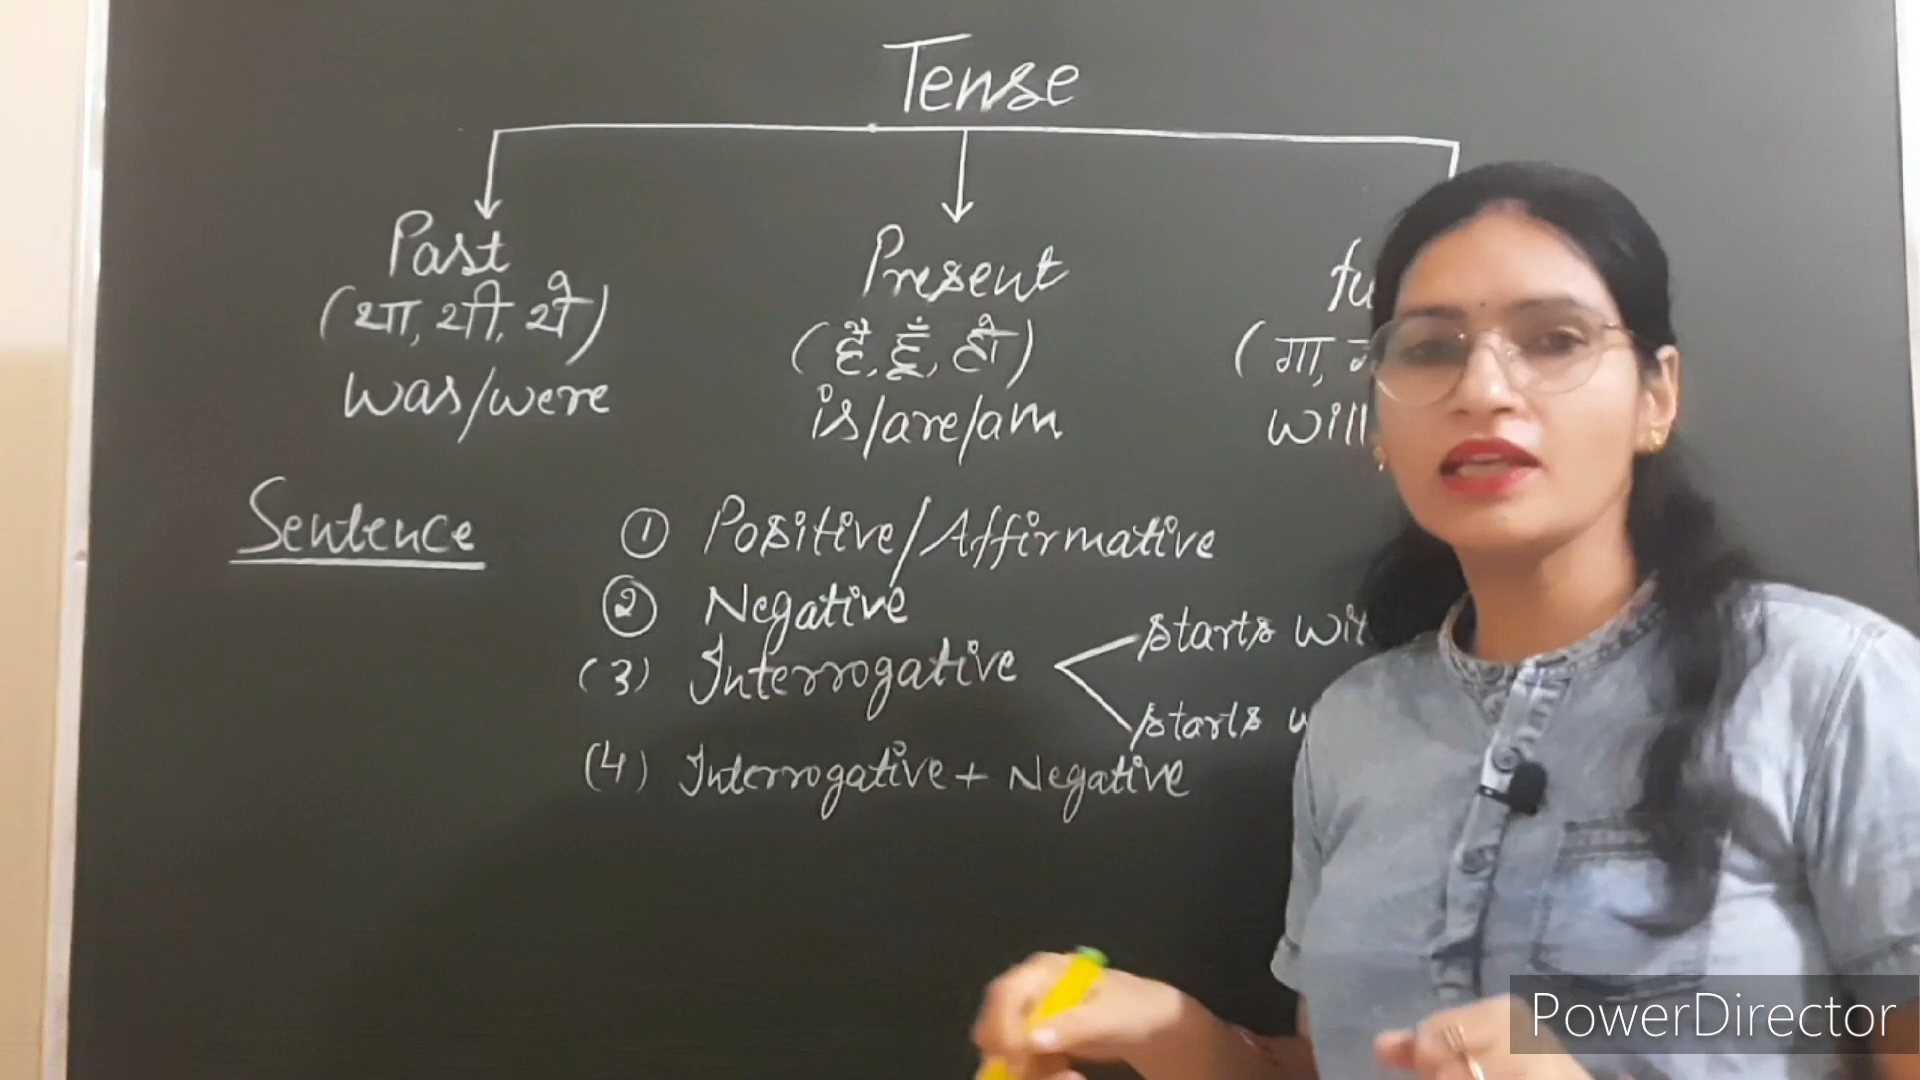 Tense
Past Present
(था, थी, थे) (है, हूँ, हो) (गा,
was/were is/are/am will
Sentence ① Positive/Affirmative
② Negative
(3) Interrogative starts
starts
(4) Interrogative + Negative
PowerDirector